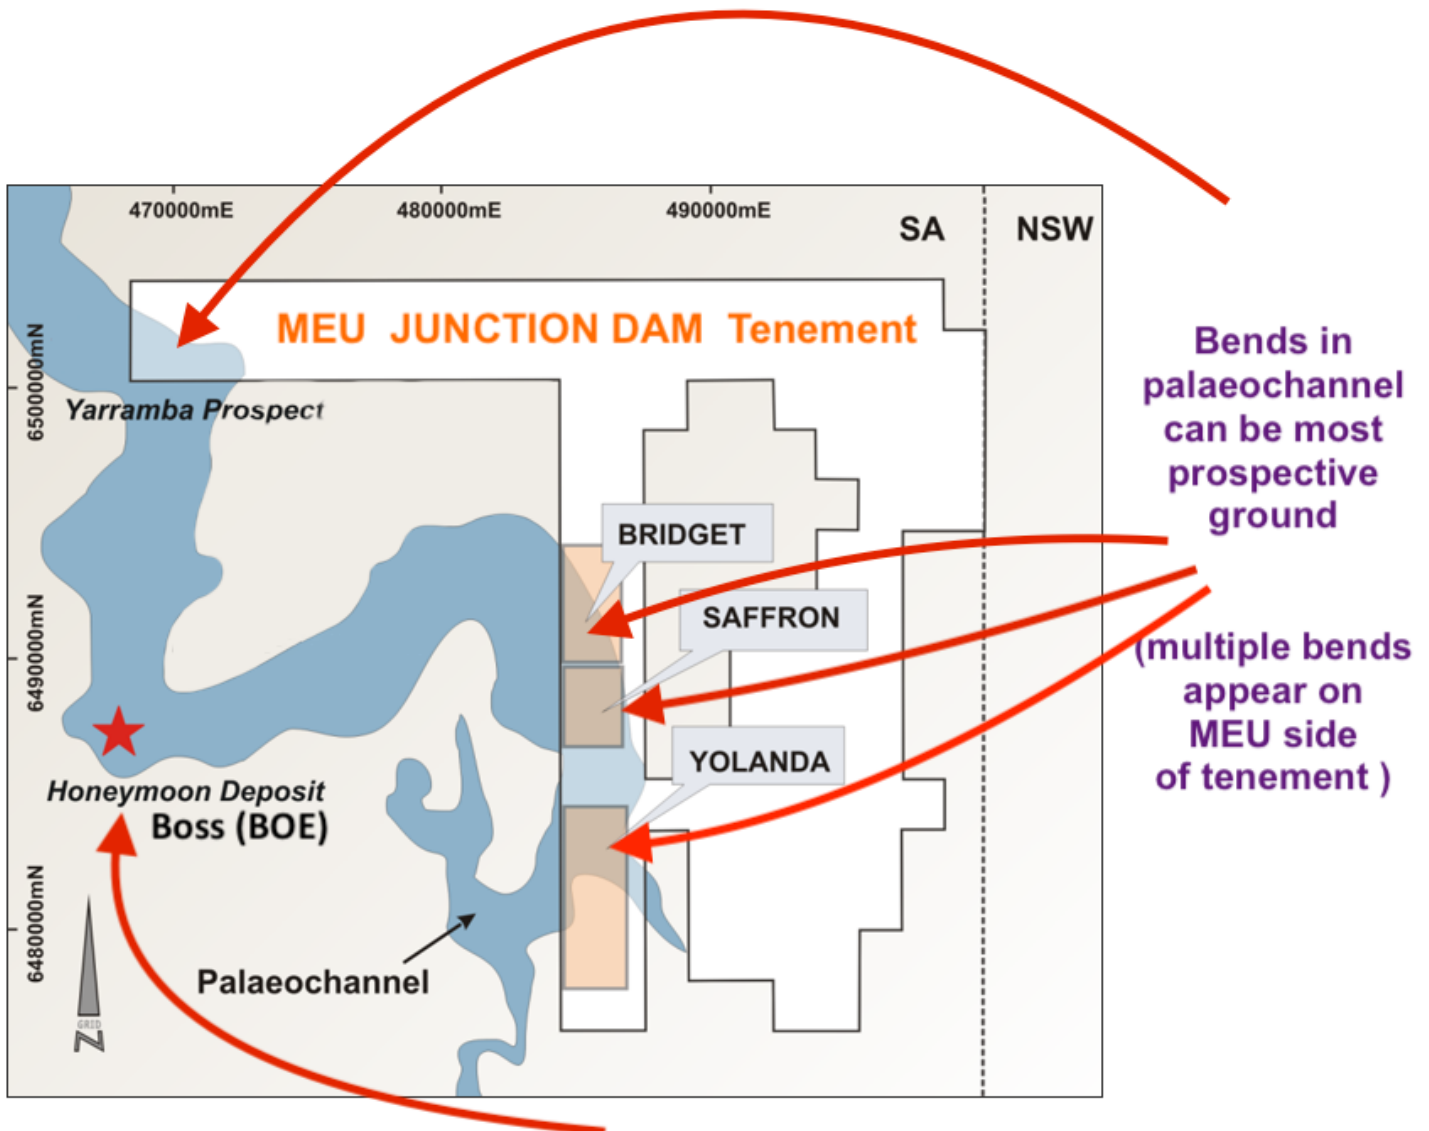 470000mE
480000mE
490000mE
SA
NSW
MEU JUNCTION DAM Tenement
6500000mN
Yarramba Prospect
Bends in
palaeochannel
can be most
prospective
ground
BRIDGET
SAFFRON
6490000mN
(multiple bends
appear on
MEU side
of tenement )
YOLANDA
Honeymoon Deposit
Boss (BOE)
6480000mN
Palaeochannel
GRID
N